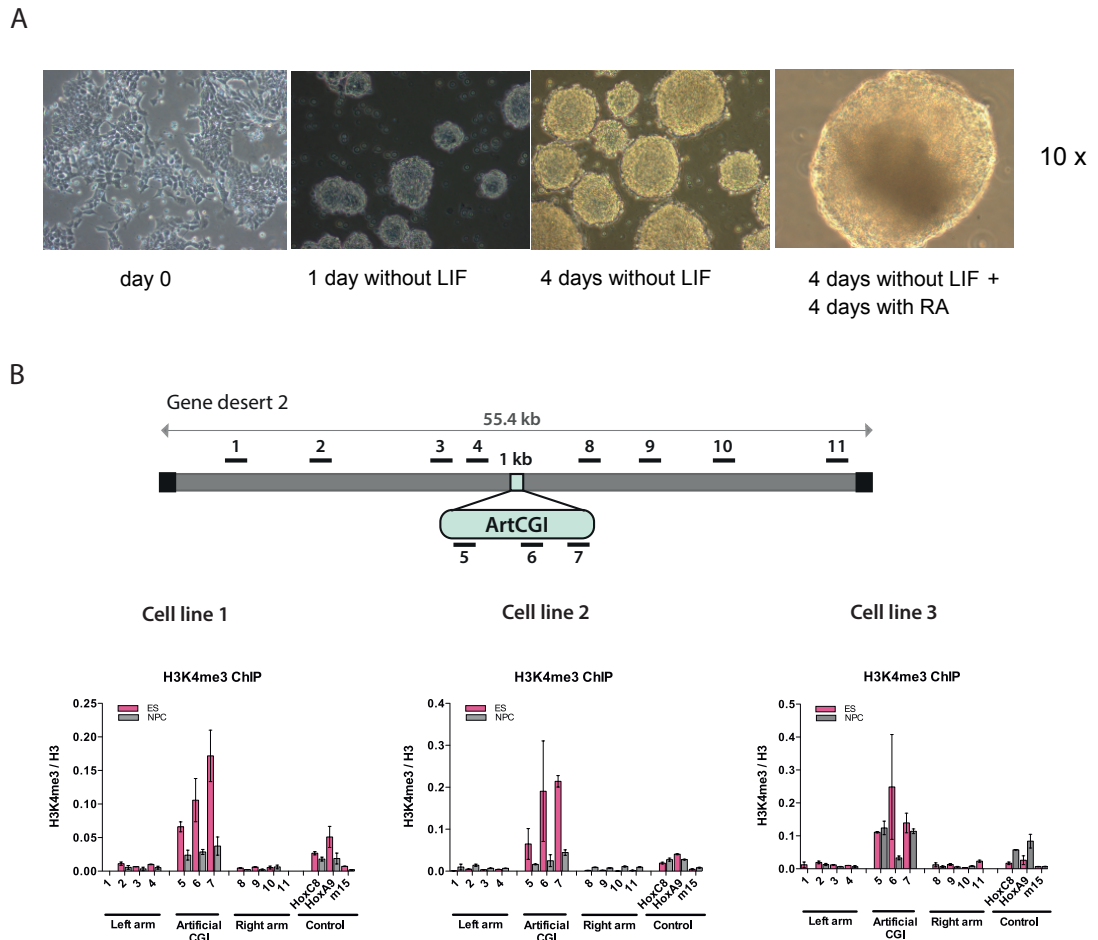 A
10 x
day 0
1 day without LIF
4 days without LIF
4 days without LIF +
4 days with RA
B
Gene desert 2
55.4 kb
1 2 3 4 8 9 10 11
1 kb
ArtCGI
5 6 7
Cell line 1
H3K4me3 ChIP
ES
NPC
H3K4me3 / H3
0.25
0.20
0.15
0.10
0.05
0.00
1 2 3 4 5 6 7 8 9 10 11 HoxC8 HoxA9 m15
Left arm Artificial CGI Right arm Control
Cell line 2
H3K4me3 ChIP
ES
NPC
H3K4me3 / H3
0.4
0.3
0.2
0.1
0.0
1 2 3 4 5 6 7 8 9 10 11 HoxC8 HoxA9 m15
Left arm Artificial CGI Right arm Control
Cell line 3
H3K4me3 ChIP
ES
NPC
H3K4me3 / H3
0.5
0.4
0.3
0.2
0.1
0.0
1 2 3 4 5 6 7 8 9 10 11 HoxC8 HoxA9 m15
Left arm Artificial CGI Right arm Control